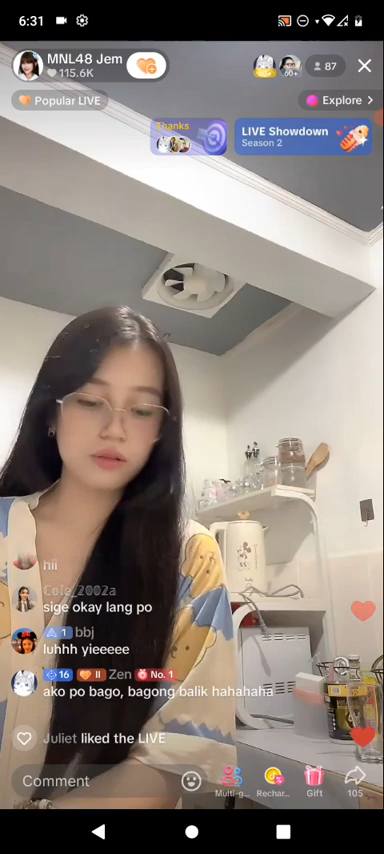 6:31
MNL48 Jem
115.6K
60+
87
Popular LIVE
Explore >
Thanks
LIVE Showdown
Season 2
hii
Cole_2002a
sige okay lang po
1 bbj
luhhh yieeeee
16 II Zen No. 1
ako po bago, bagong balik hahahaha
Juliet liked the LIVE
Comment
Multi-g...
Rechar...
Gift
105